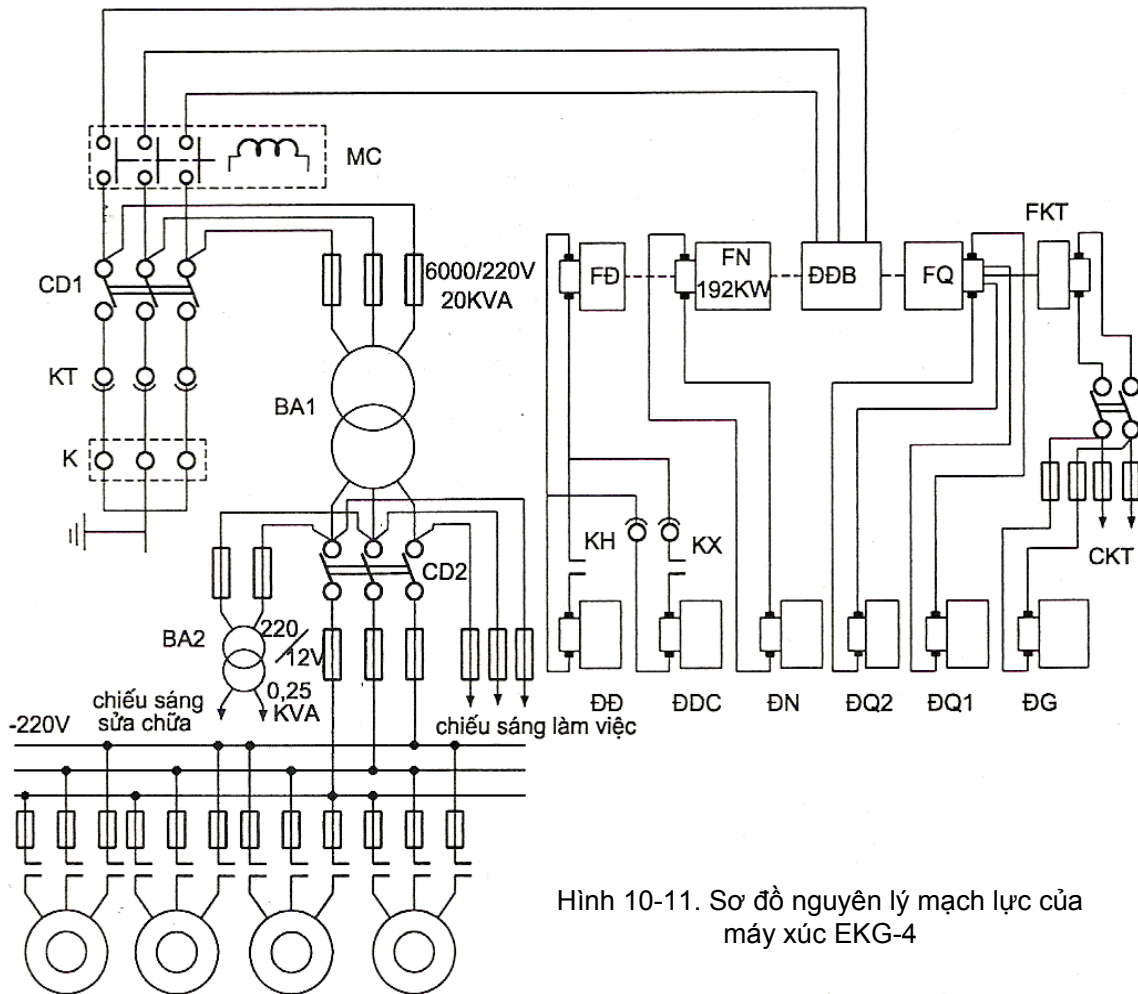 MC
FKT
CD1
6000/220V
20KVA
FĐ
FN
192KW
ĐĐB
FQ
KT
BA1
K
KH
KX
CKT
CD2
BA2
220
12V
0,25
KVA
chiếu sáng
sửa chữa
chiếu sáng làm việc
-220V
ĐĐ
ĐDC
ĐN
ĐQ2
ĐQ1
ĐG
Hình 10-11. Sơ đồ nguyên lý mạch lực của
máy xúc EKG-4